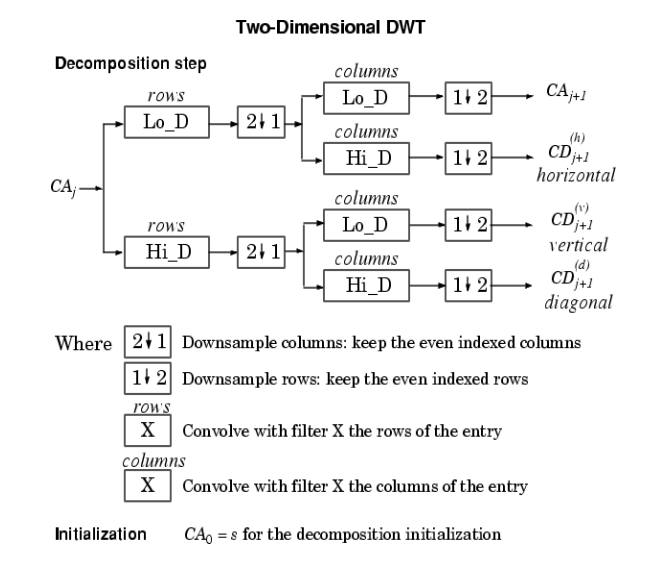 Two-Dimensional DWT
Decomposition step
rows
Lo_D
2↓1
columns
Lo_D
1↓2
CA_{j+1}
columns
Hi_D
1↓2
CD_{j+1}^{(h)}
horizontal
CA_j
rows
Hi_D
2↓1
columns
Lo_D
1↓2
CD_{j+1}^{(v)}
vertical
columns
Hi_D
1↓2
CD_{j+1}^{(d)}
diagonal
Where 2↓1 Downsample columns: keep the even indexed columns
1↓2 Downsample rows: keep the even indexed rows
rows
X Convolve with filter X the rows of the entry
columns
X Convolve with filter X the columns of the entry
Initialization CA_0 = s for the decomposition initialization